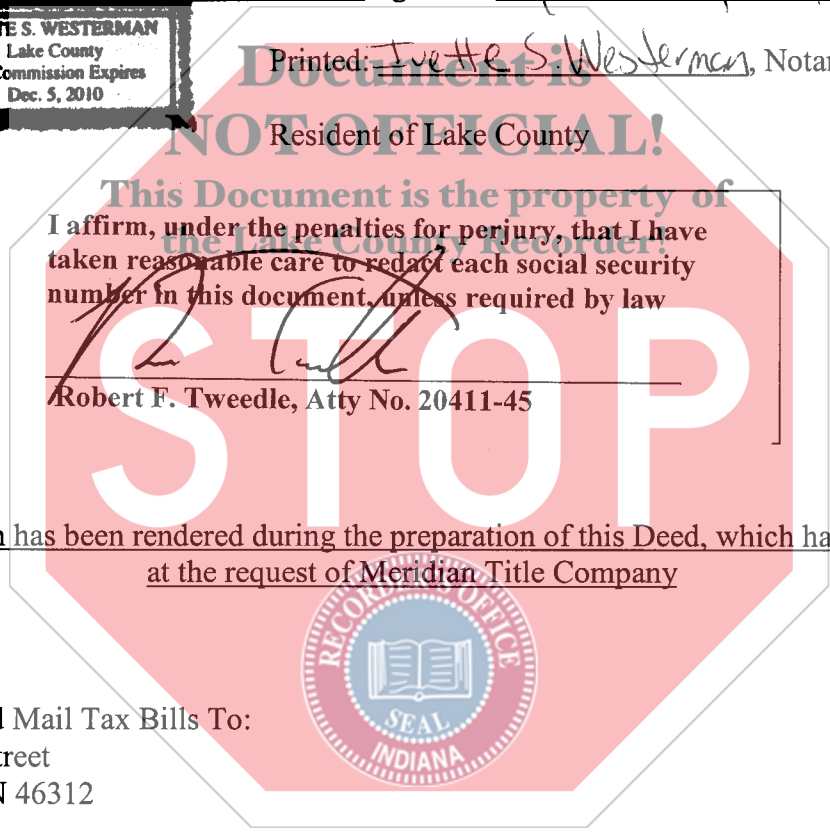 E S. WESTERMAN
Lake County
Commission Expires
Dec. 5, 2010
Printed: Ivette S. Westerman, Notar
Resident of Lake County
Document is
NOT OFFICIAL!
This Document is the property of
the Lake County Recorder!
I affirm, under the penalties for perjury, that I have
taken reasonable care to redact each social security
number in this document, unless required by law
Robert F. Tweedle, Atty No. 20411-45
STOP
has been rendered during the preparation of this Deed, which ha
at the request of Meridian Title Company
RECORDER'S OFFICE
SEAL
INDIANA
Mail Tax Bills To:
treet
46312